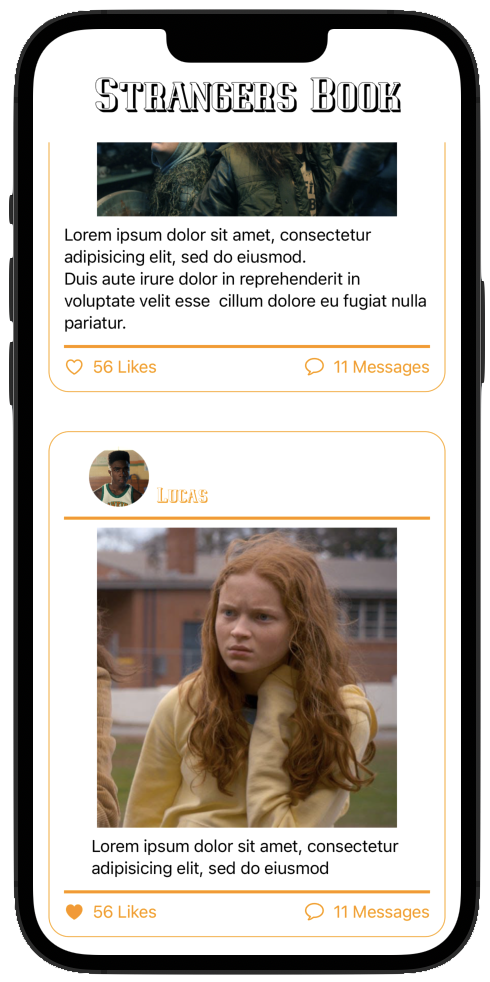 Strangers Book
Lorem ipsum dolor sit amet, consectetur
adipisicing elit, sed do eiusmod.
Duis aute irure dolor in reprehenderit in
voluptate velit esse  cillum dolore eu fugiat nulla
pariatur.
56 Likes 11 Messages
Lucas
Lorem ipsum dolor sit amet, consectetur
adipisicing elit, sed do eiusmod
56 Likes 11 Messages